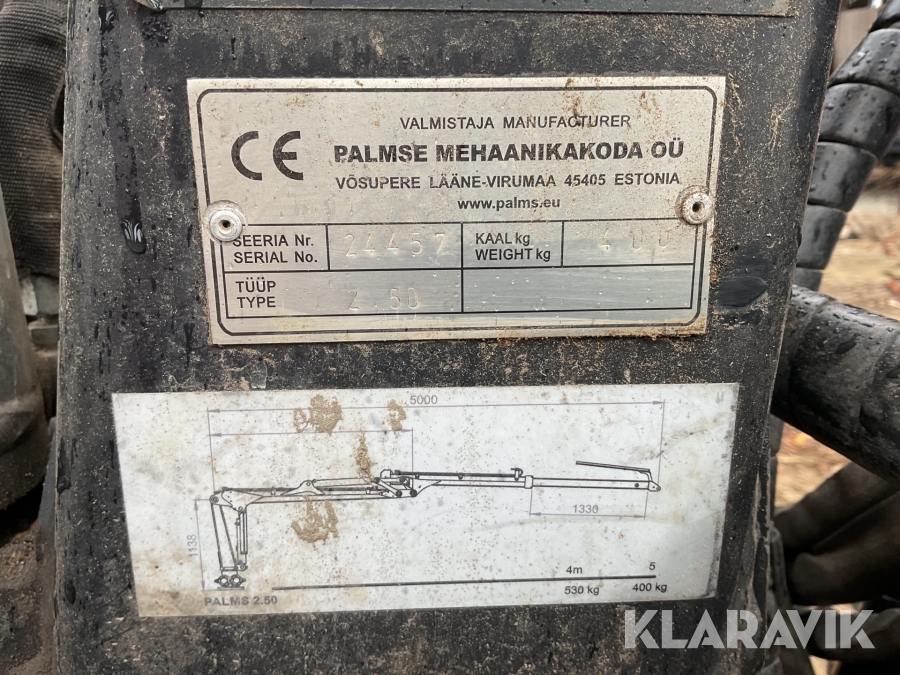 CE
VALMISTAJA MANUFACTURER
PALMSE MEHAANIKAKODA OÜ
VÕSUPERE LÄÄNE-VIRUMAA 45405 ESTONIA
www.palms.eu
SEERIA Nr. 24457 KAAL kg 400
SERIAL No. WEIGHT kg
TÜÜP 2.50
TYPE
5000
1330
1138
4m 5
PALMS 2.50 530 kg 400 kg
KLARAVIK